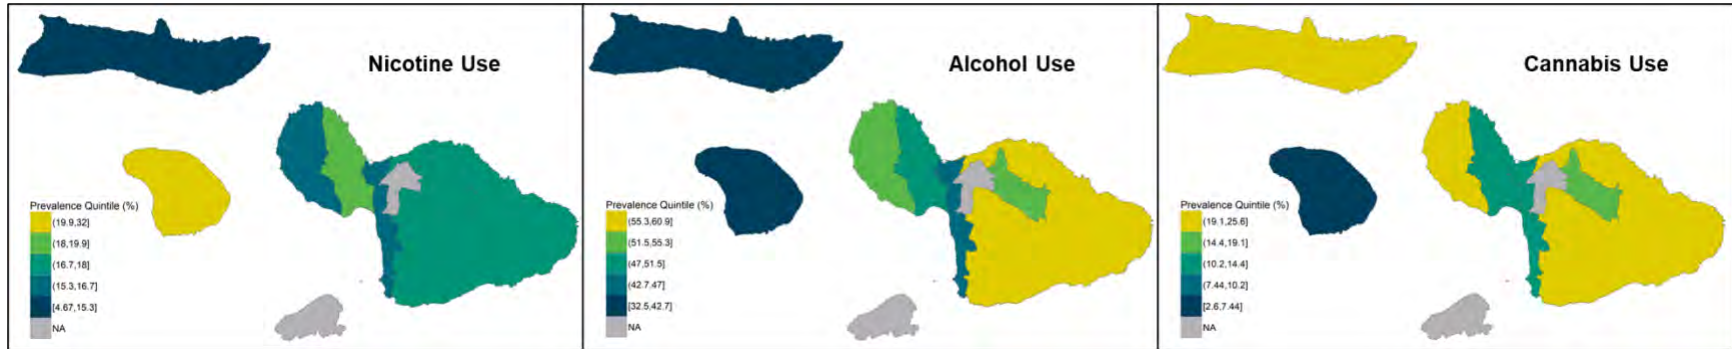 Nicotine Use
Prevalence Quintile (%)
(19.9,32]
(18,19.9]
(16.7,18]
(15.3,16.7]
[4.67,15.3]
NA
Alcohol Use
Prevalence Quintile (%)
(55.3,60.9]
(51.5,55.3]
(47,51.5]
(42.7,47]
[32.5,42.7]
NA
Cannabis Use
Prevalence Quintile (%)
(19.1,25.6]
(14.4,19.1]
(10.2,14.4]
(7.44,10.2]
[2.6,7.44]
NA